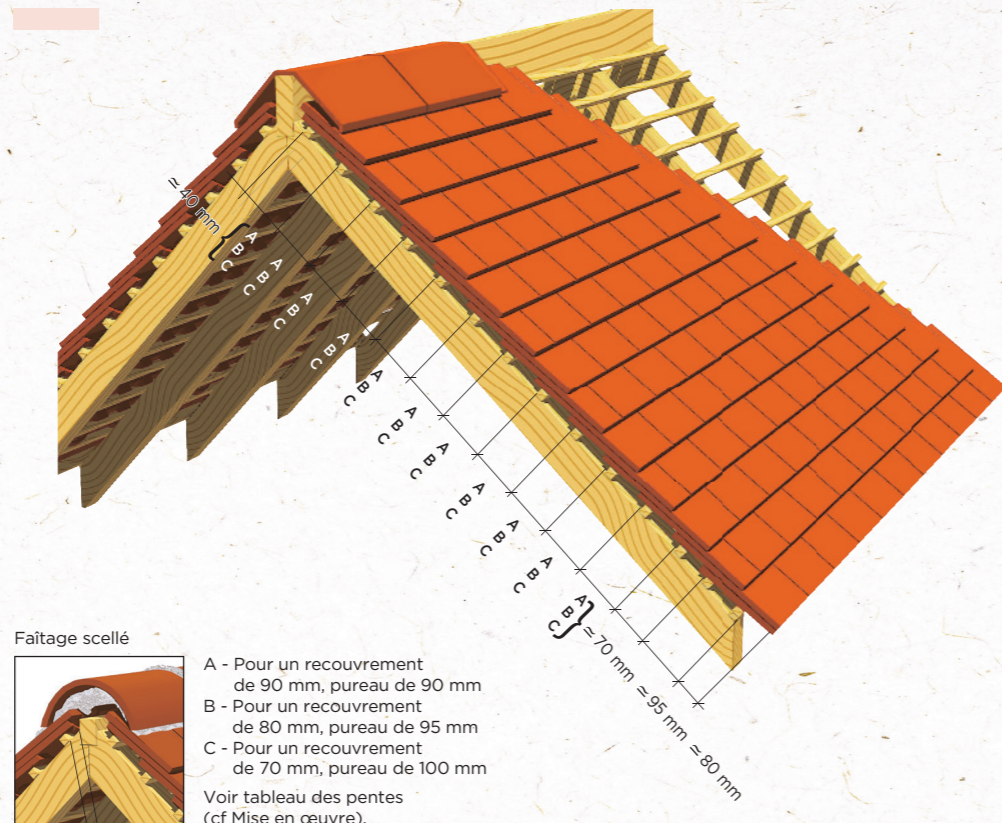 ≃ 40 mm
A
B
C
A
B
C
A
B
C
A
B
C
A
B
C
A
B
C
A
B
C
A
B
C
A
B
C
A
B
C
A
B
C
≃ 70 mm ≃ 95 mm ≃ 80 mm
Faîtage scellé
A - Pour un recouvrement
de 90 mm, pureau de 90 mm
B - Pour un recouvrement
de 80 mm, pureau de 95 mm
C - Pour un recouvrement
de 70 mm, pureau de 100 mm
Voir tableau des pentes
(cf Mise en œuvre).